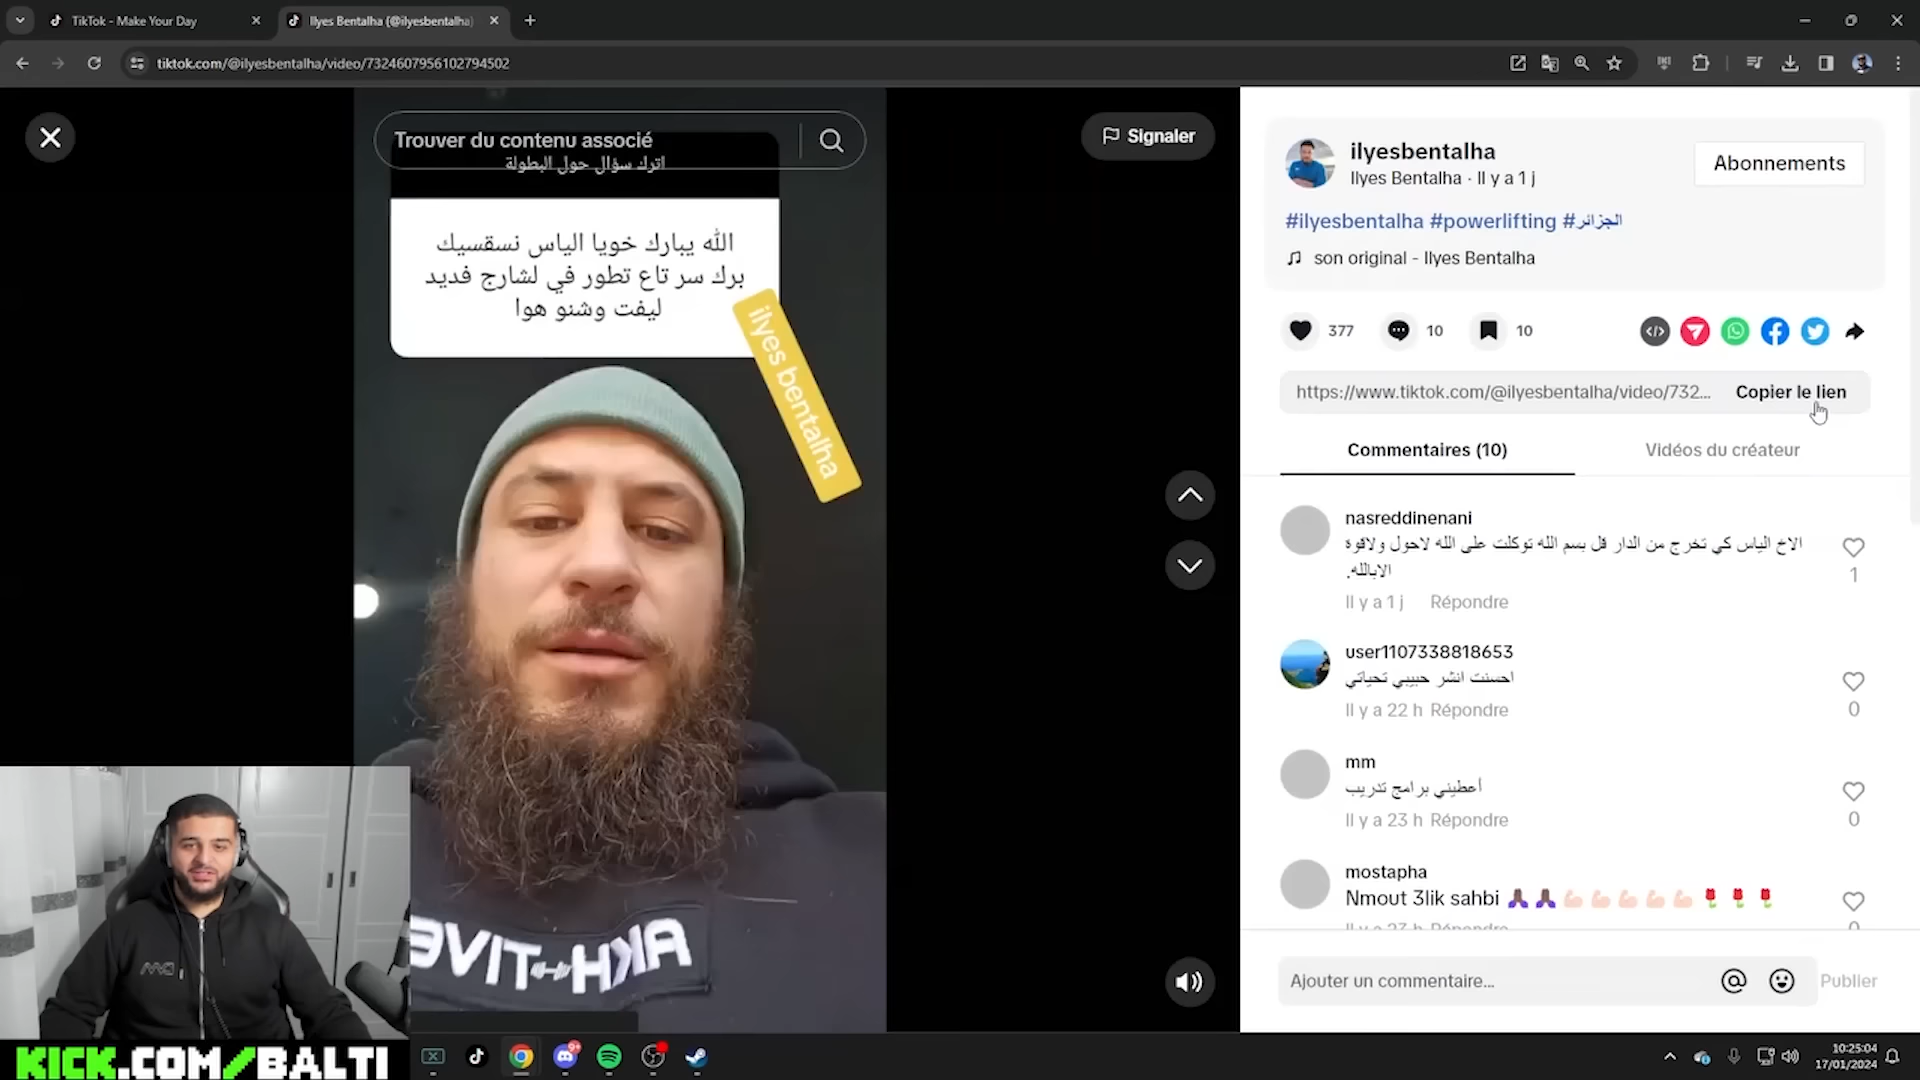 TikTok - Make Your Day
Ilyes Bentalha (@ilyesbentalha)
tiktok.com/@ilyesbentalha/video/7324607956102794502
Trouver du contenu associé
اترك سؤال حول البطولة
الله يبارك خويا الياس نسقسيك
برك سر تاع تطور في لشارج فديد
ليفت وشنو هوا
ilyes bentalha
Signaler
AKH-TIVE
KICK.COM/BALTI
ilyesbentalha
Ilyes Bentalha · Il y a 1 j
Abonnements
#ilyesbentalha #powerlifting #الجزائر
son original - Ilyes Bentalha
377
10
10
https://www.tiktok.com/@ilyesbentalha/video/732...
Copier le lien
Commentaires (10)
Vidéos du créateur
nasreddinenani
الاخ الياس كي تخرج من الدار قل بسم الله توكلت على الله لاحول ولاقوة
الابالله.
Il y a 1 j Répondre
1
user1107338818653
احسنت انشر حبيبي تحياتي
Il y a 22 h Répondre
0
mm
أعطيني برامج تدريب
Il y a 23 h Répondre
0
mostapha
Nmout 3lik sahbi 🙏🏾🙏🏾💪🏻💪🏻💪🏻💪🏻💪🏻🌹🌹🌹
Il y a 23 h Répondre
0
Ajouter un commentaire...
Publier
10:25:04
17/01/2024